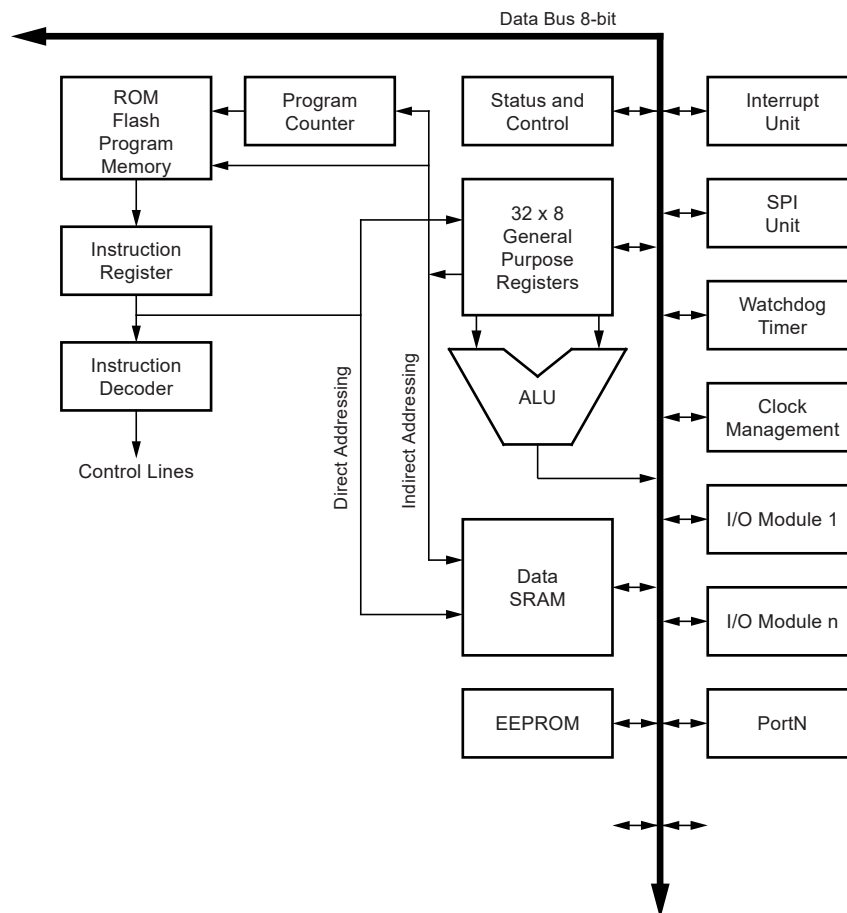 Data Bus 8-bit
ROM
Flash
Program
Memory
Program
Counter
Status and
Control
Interrupt
Unit
32 x 8
General
Purpose
Registers
SPI
Unit
Instruction
Register
Watchdog
Timer
Instruction
Decoder
ALU
Clock
Management
Control Lines
Direct Addressing
Indirect Addressing
I/O Module 1
Data
SRAM
I/O Module n
EEPROM
PortN